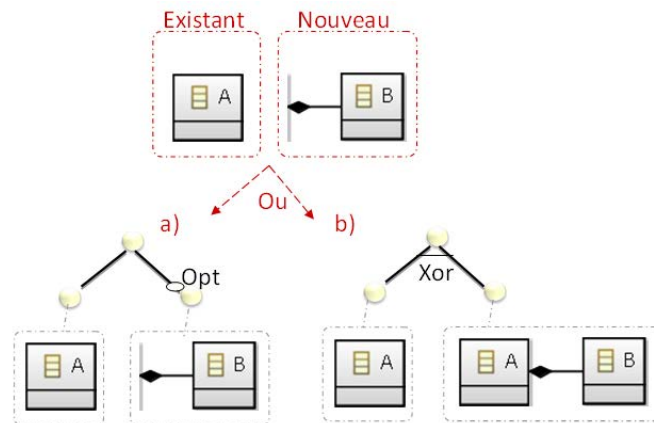 Existant Nouveau
A B
Ou
a) b)
Opt Xor
A B A A B